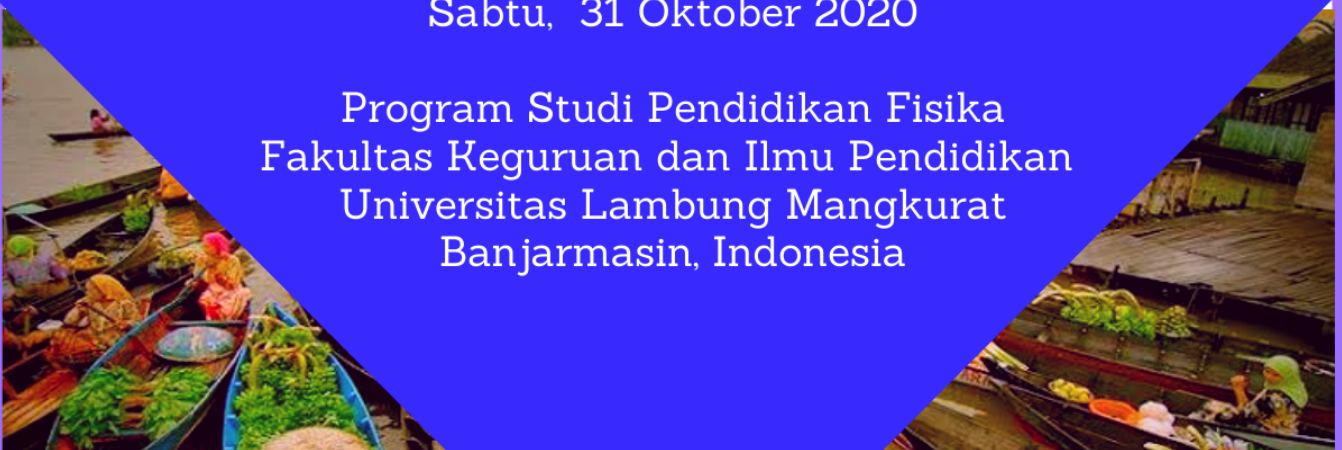 Sabtu, 31 Oktober 2020
Program Studi Pendidikan Fisika
Fakultas Keguruan dan Ilmu Pendidikan
Universitas Lambung Mangkurat
Banjarmasin, Indonesia